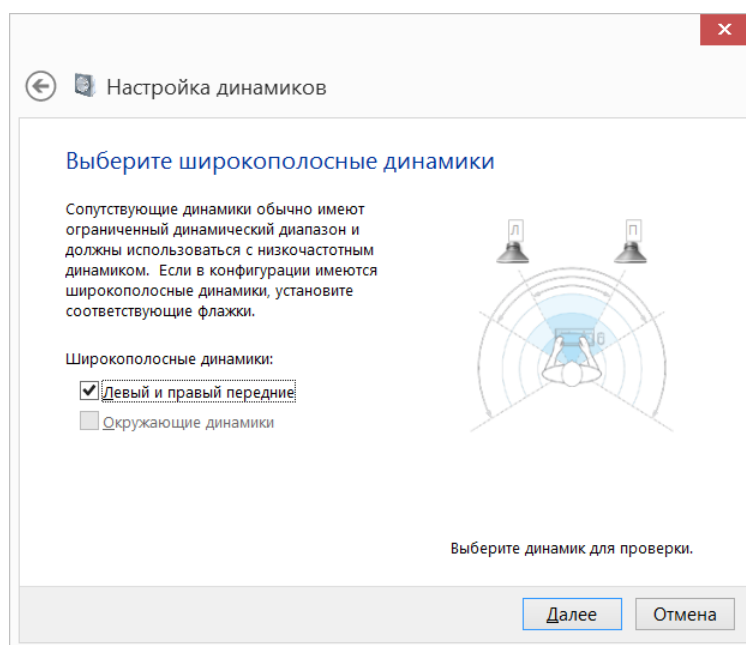 Настройка динамиков
Выберите широкополосные динамики
Сопутствующие динамики обычно имеют
ограниченный динамический диапазон и
должны использоваться с низкочастотным
динамиком. Если в конфигурации имеются
широкополосные динамики, установите
соответствующие флажки.
Л П
Широкополосные динамики:
Левый и правый передние
Окружающие динамики
Выберите динамик для проверки.
Далее Отмена